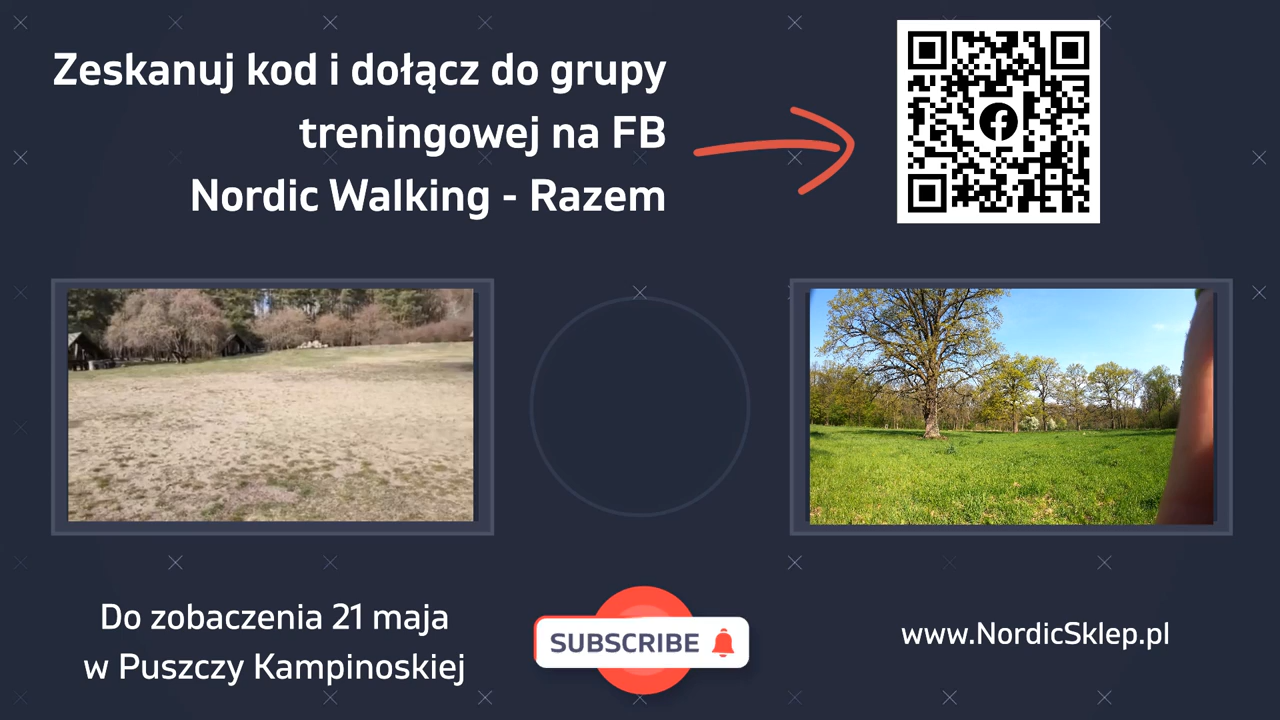 Zeskanuj kod i dołącz do grupy
treningowej na FB
Nordic Walking - Razem
Do zobaczenia 21 maja
w Puszczy Kampinoskiej
SUBSCRIBE
www.NordicSklep.pl